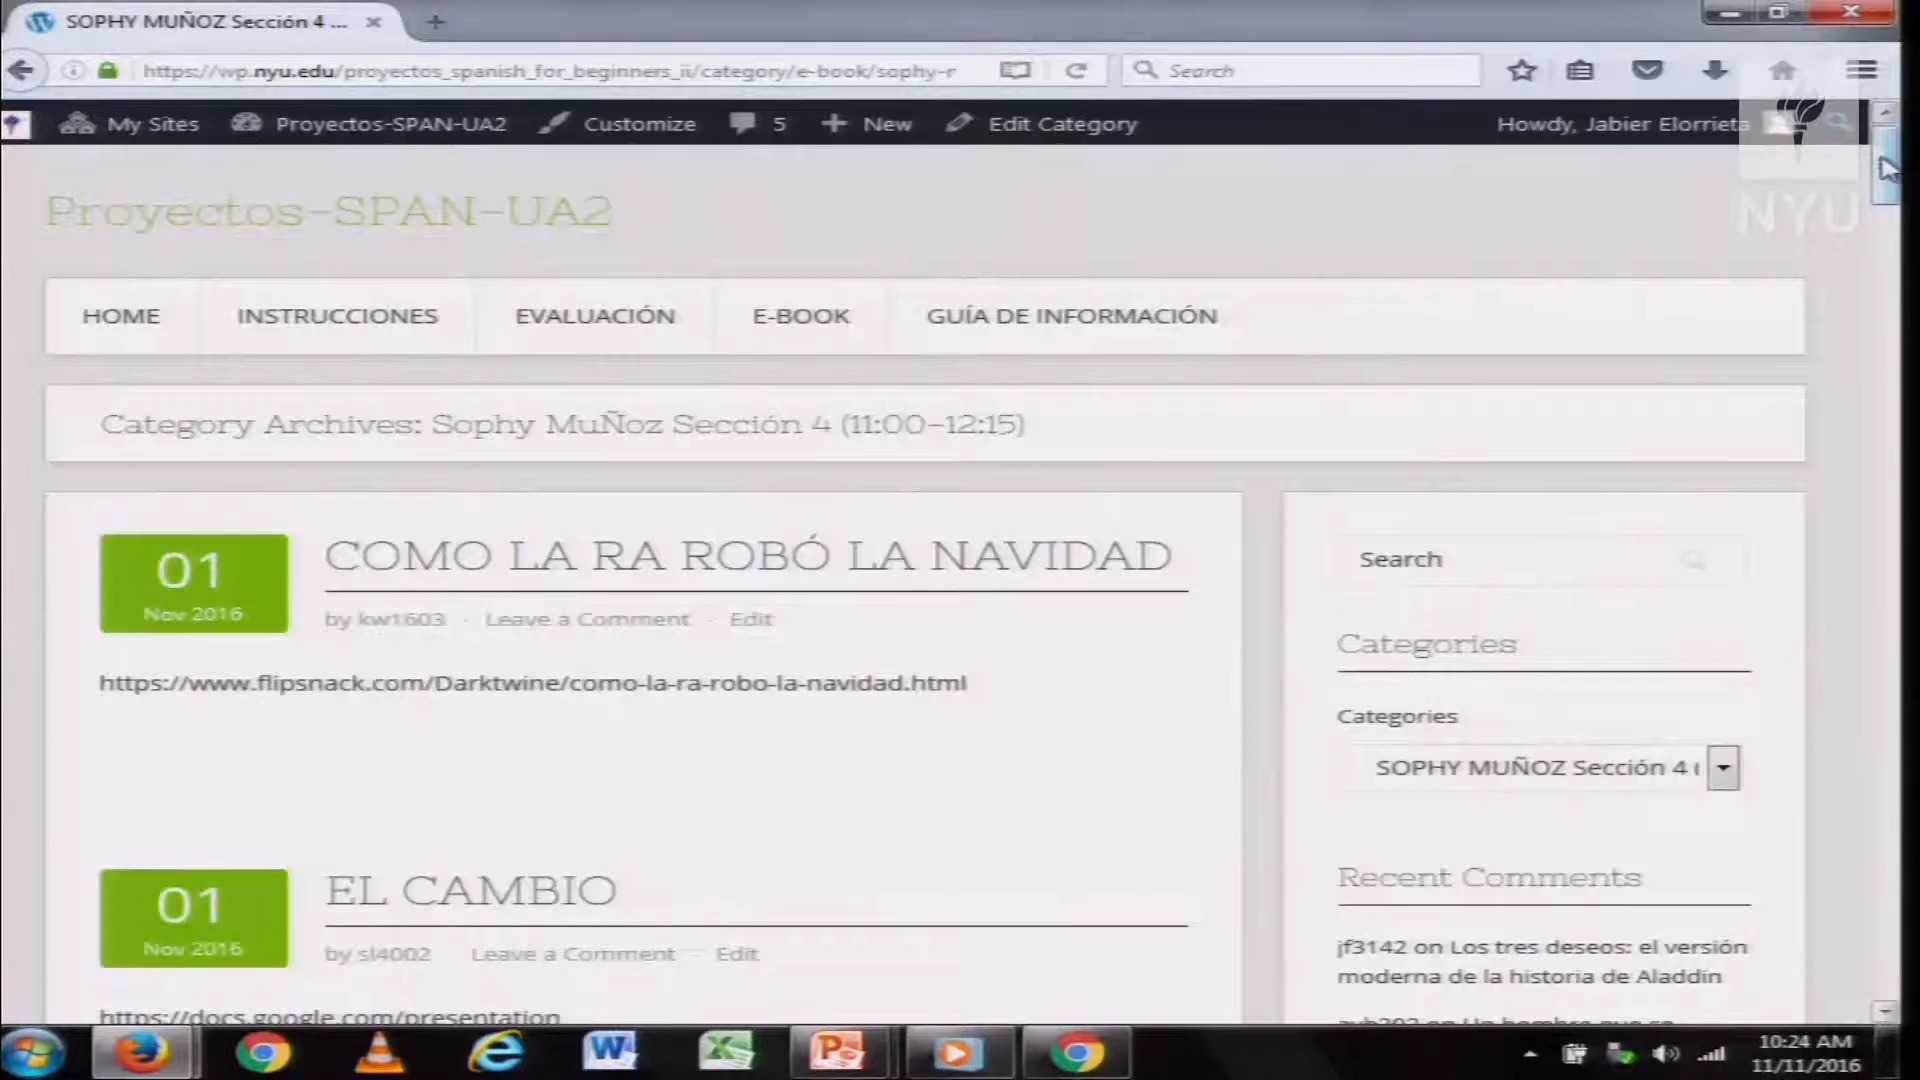 SOPHY MUÑOZ Sección 4 ...
https://wp.nyu.edu/proyectos_spanish_for_beginners_ii/category/e-book/sophy-r
Search
My Sites
Proyectos-SPAN-UA2
Customize
5
New
Edit Category
Howdy, Jabier Elorrieta
NYU
Proyectos-SPAN-UA2
HOME
INSTRUCCIONES
EVALUACIÓN
E-BOOK
GUÍA DE INFORMACIÓN
Category Archives: Sophy MuÑoz Sección 4 (11:00-12:15)
01
Nov 2016
COMO LA RA ROBÓ LA NAVIDAD
by kw1603 · Leave a Comment · Edit
https://www.flipsnack.com/Darktwine/como-la-ra-robo-la-navidad.html
01
Nov 2016
EL CAMBIO
by sl4002 · Leave a Comment · Edit
https://docs.google.com/presentation
Search
Categories
Categories
SOPHY MUÑOZ Sección 4
Recent Comments
jf3142 on Los tres deseos: el versión
moderna de la historia de Aladdin
10:24 AM
11/11/2016